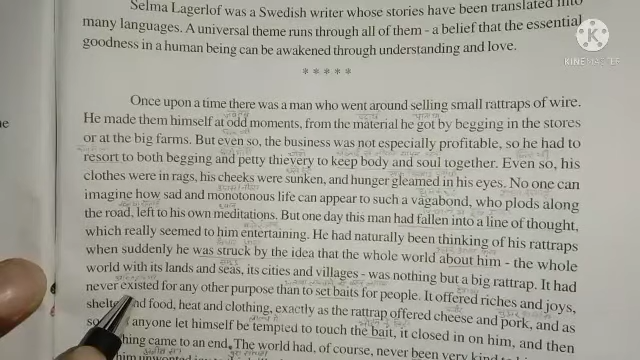 Selma Lagerlof was a Swedish writer whose stories have been translated into
many languages. A universal theme runs through all of them - a belief that the essential
goodness in a human being can be awakened through understanding and love.
*****
Once upon a time there was a man who went around selling small rattraps of wire.
He made them himself at odd moments, from the material he got by begging in the stores
or at the big farms. But even so, the business was not especially profitable, so he had to
resort to both begging and petty thievery to keep body and soul together. Even so, his
clothes were in rags, his cheeks were sunken, and hunger gleamed in his eyes. No one can
imagine how sad and monotonous life can appear to such a vagabond, who plods along
the road, left to his own meditations. But one day this man had fallen into a line of thought,
which really seemed to him entertaining. He had naturally been thinking of his rattraps
when suddenly he was struck by the idea that the whole world about him - the whole
world with its lands and seas, its cities and villages - was nothing but a big rattrap. It had
never existed for any other purpose than to set baits for people. It offered riches and joys,
food, heat and clothing, exactly as the rattrap offered cheese and pork, and as
anyone let himself be tempted to touch the bait, it closed in on him, and then
came to an end. The world had, of course, never been very kind to
him unwonted
KINEMASTER